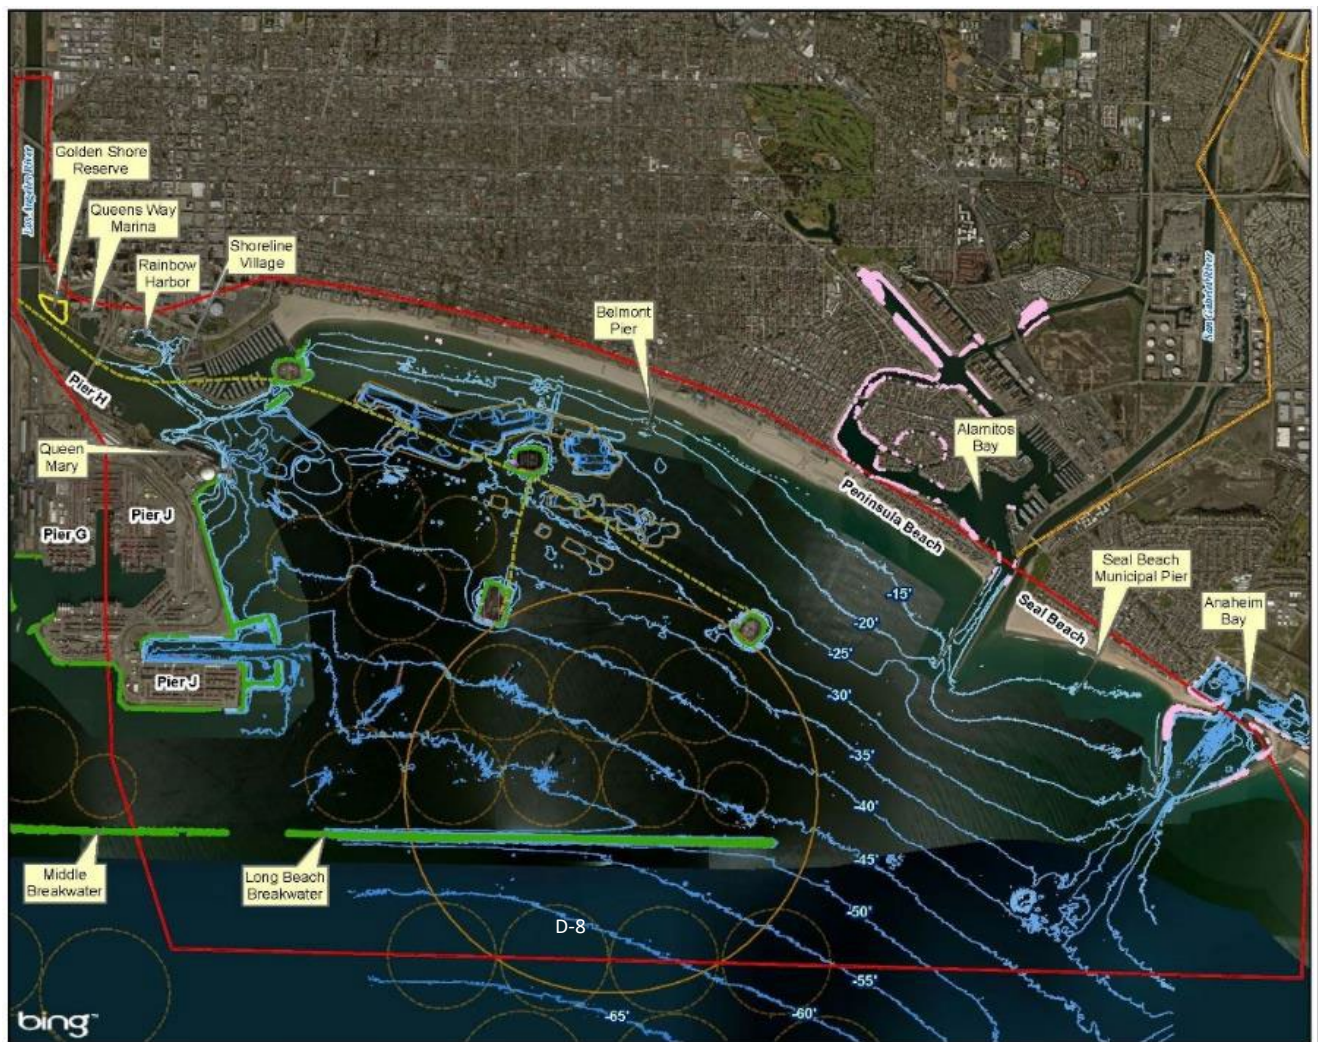 Los Angeles River
Golden Shore
Reserve
Queens Way
Marina
Rainbow
Harbor
Shoreline
Village
Belmont
Pier
San Gabriel River
Pier H
Queen
Mary
Pier J
Pier G
Pier J
Alamitos
Bay
Peninsula Beach
Seal Beach
Municipal Pier
Seal Beach
Anaheim
Bay
-15'
-20'
-25'
-30'
-35'
-40'
-45'
-50'
-55'
-60'
-65'
Middle
Breakwater
Long Beach
Breakwater
D-8
bing™